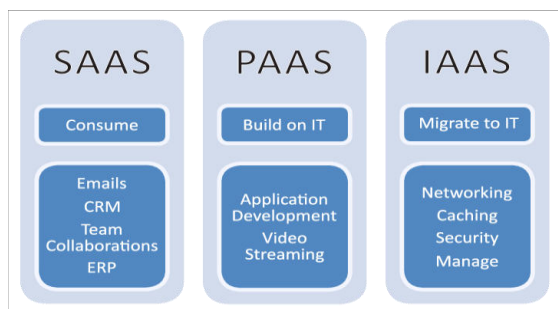 SAAS
Consume
Emails
CRM
Team
Collaborations
ERP
PAAS
Build on IT
Application
Development
Video
Streaming
IAAS
Migrate to IT
Networking
Caching
Security
Manage